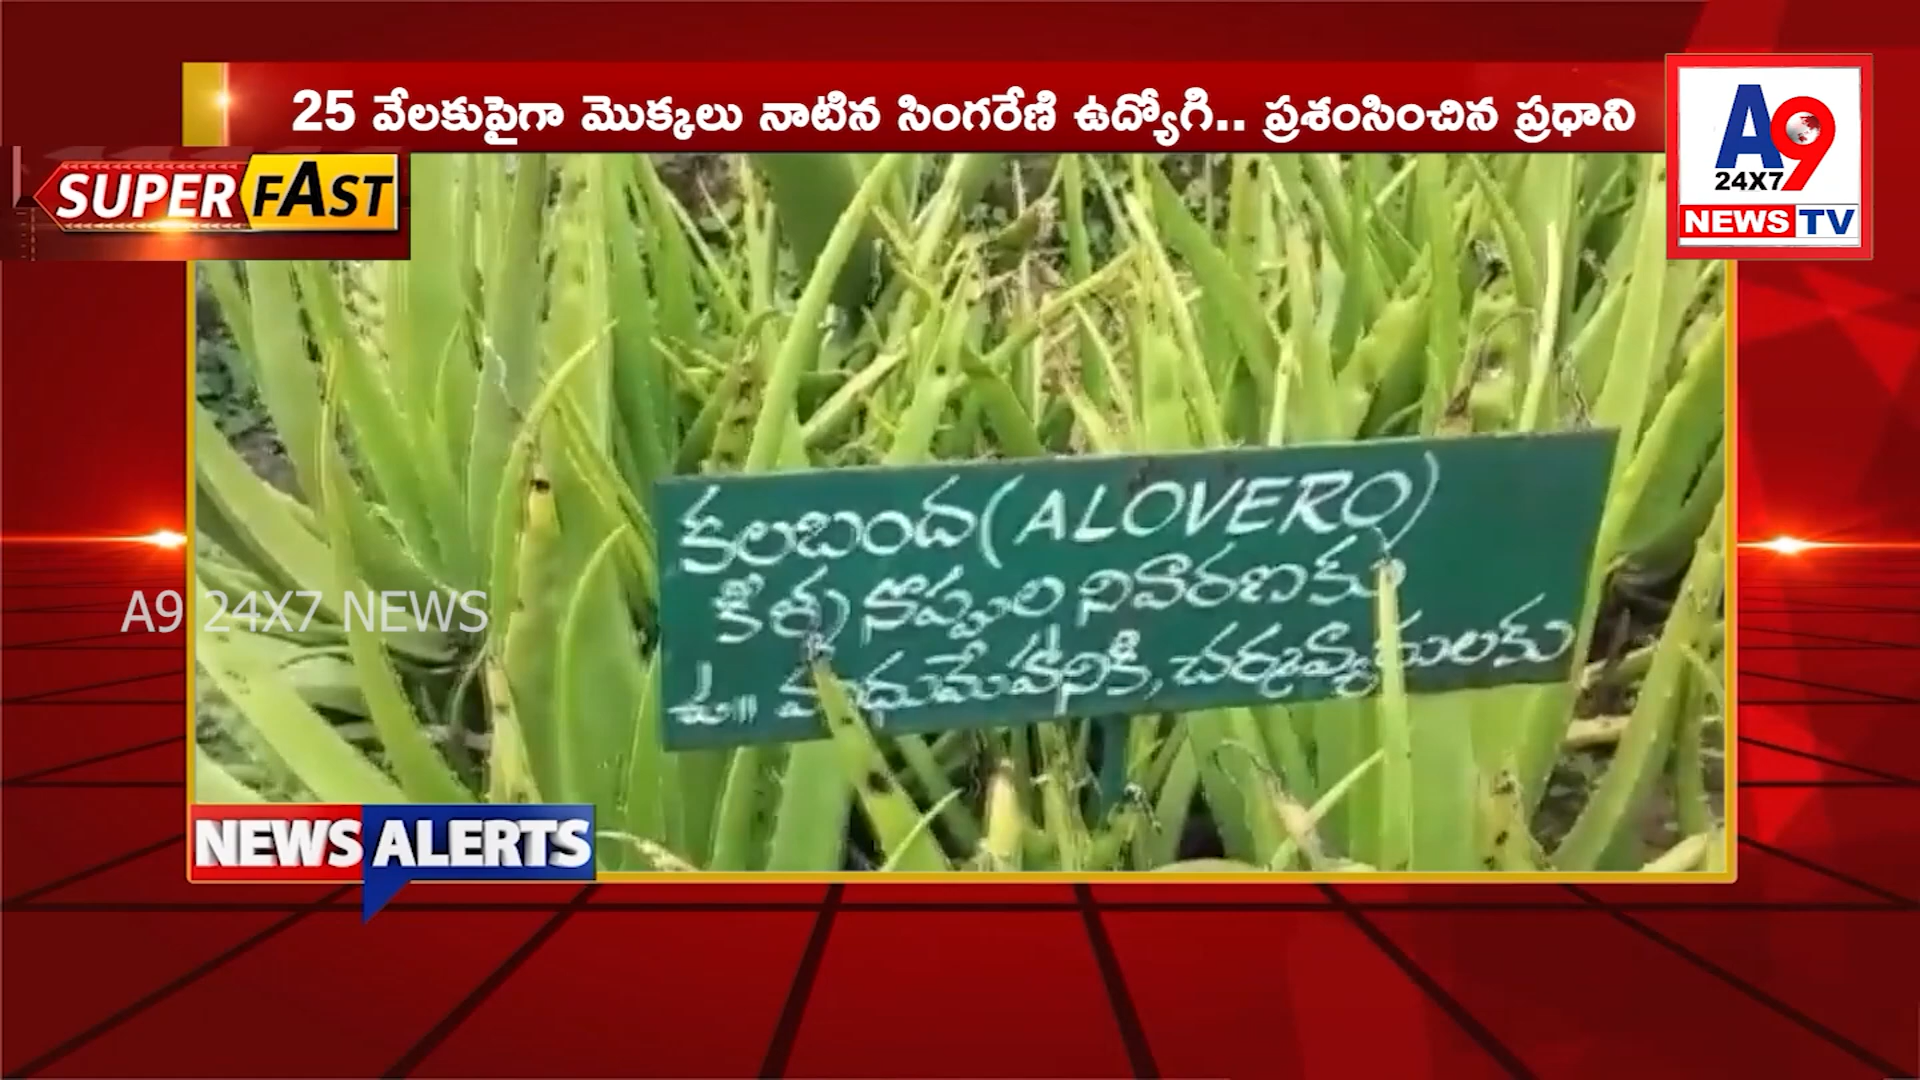 25 వేలకుపైగా మొక్కలు నాటిన సింగరేణి ఉద్యోగి.. ప్రశంసించిన ప్రధాని
A9
24X7
NEWS TV
SUPER FAST
కలబంద (ALOVERO)
కీళ్ళ నొప్పుల నివారణకు
ఉ॥ మధుమేహానికి, చర్మవ్యాధులకు
A9 24X7 NEWS
NEWS ALERTS